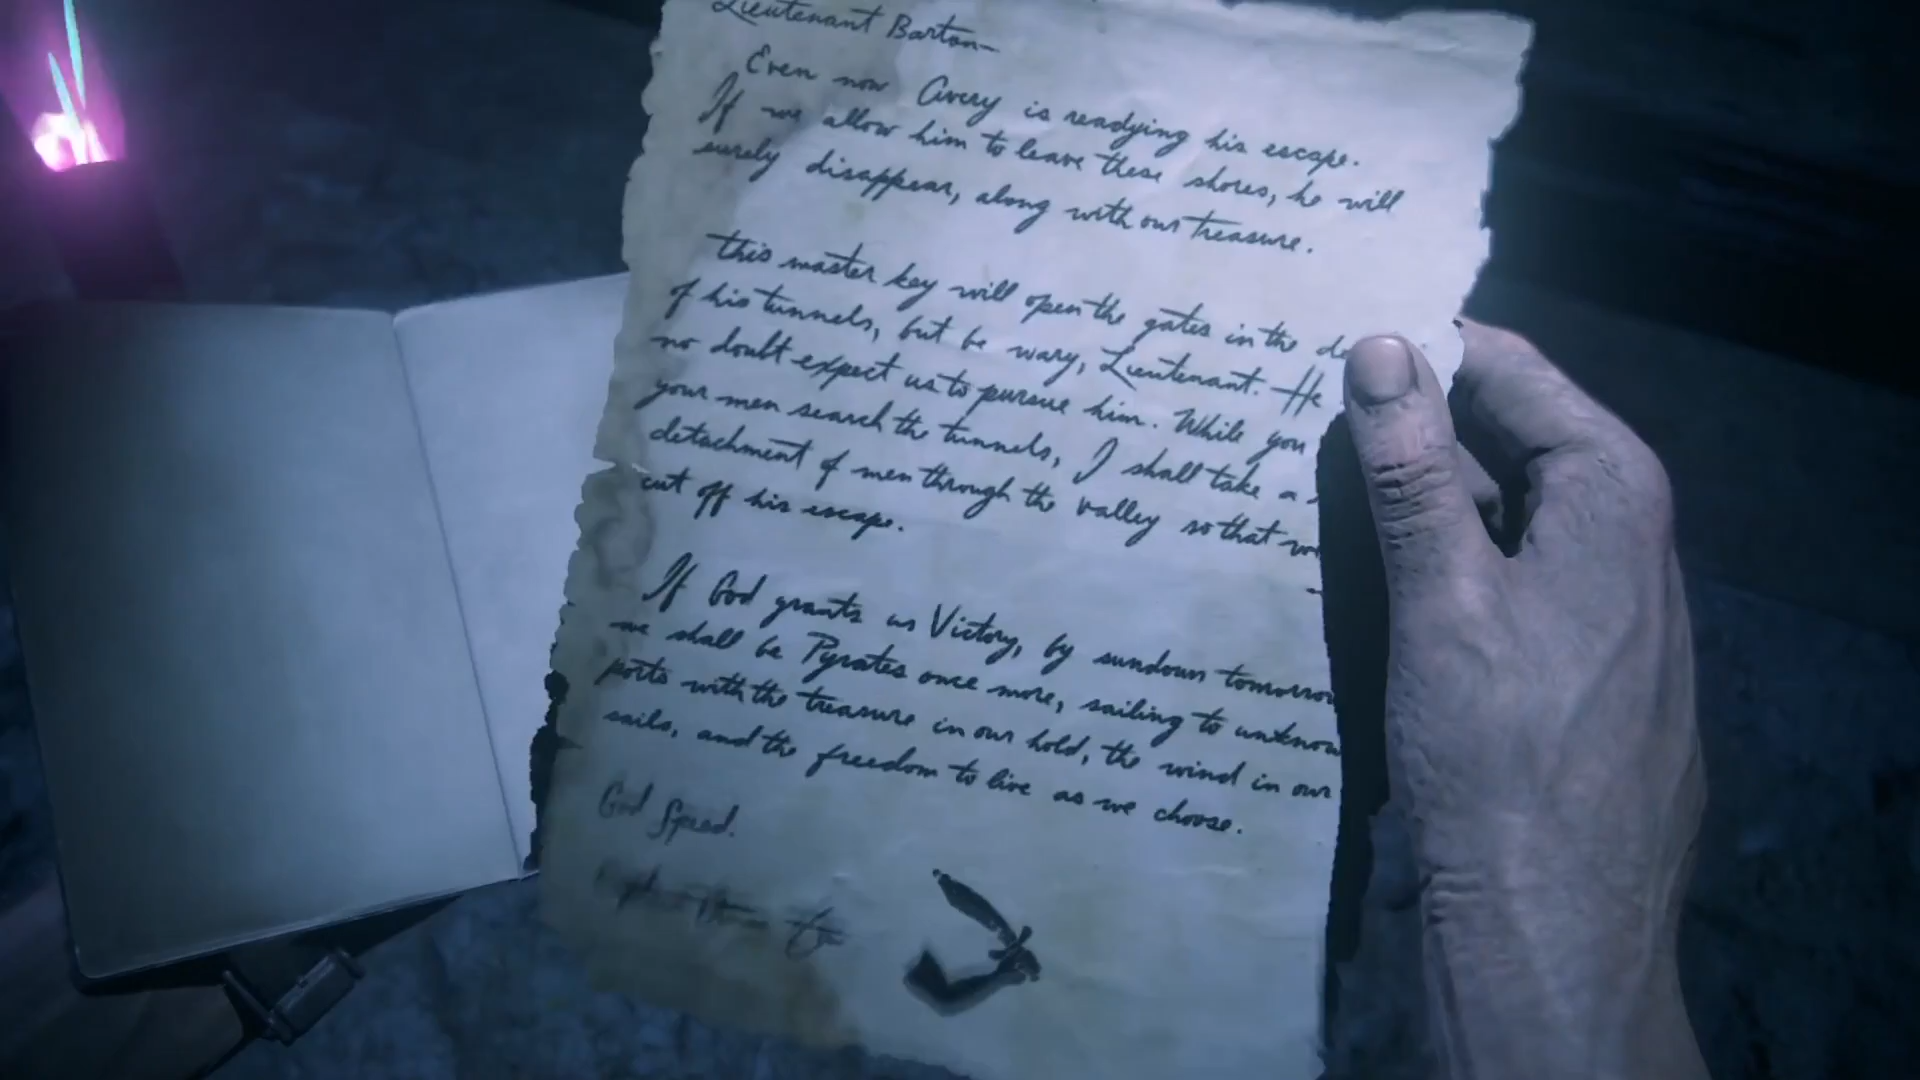 Lieutenant Barton—
Even now Avery is readying his escape.
If we allow him to leave these shores, he will
surely disappear, along with our treasure.
This master key will open the gates in the
of his tunnels, but be wary, Lieutenant. He
no doubt expect us to pursue him. While you
your men search the tunnels, I shall take a
detachment of men through the valley so that
cut off his escape.
If God grants us Victory, by sundown tomorrow
we shall be Pyrates once more, sailing to
ports with the treasure in our hold, the wind in our
sails, and the freedom to live as we choose.
God Speed.